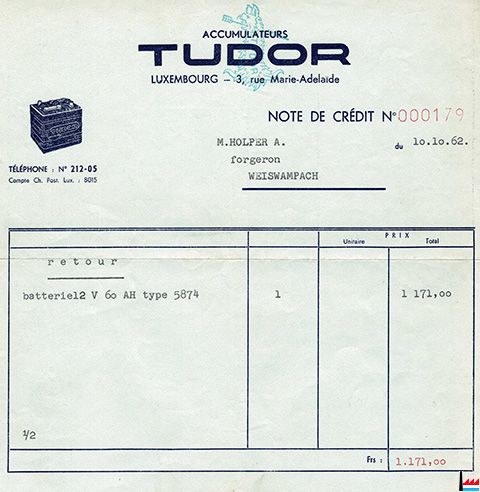 ACCUMULATEURS
TUDOR
LUXEMBOURG — 3, rue Marie-Adelaide
NOTE DE CRÉDIT N° 000179
M.HOLPER A.
du 10.10.62.
forgeron
WEISWAMPACH
TUDOR
TÉLÉPHONE : N° 212-05
Compte Ch. Post. Lux. : 8015
PRIX
Unitaire Total
retour
batterie12 V 60 AH type 5874 1 1 171,00
1/2
Frs : 1.171,00